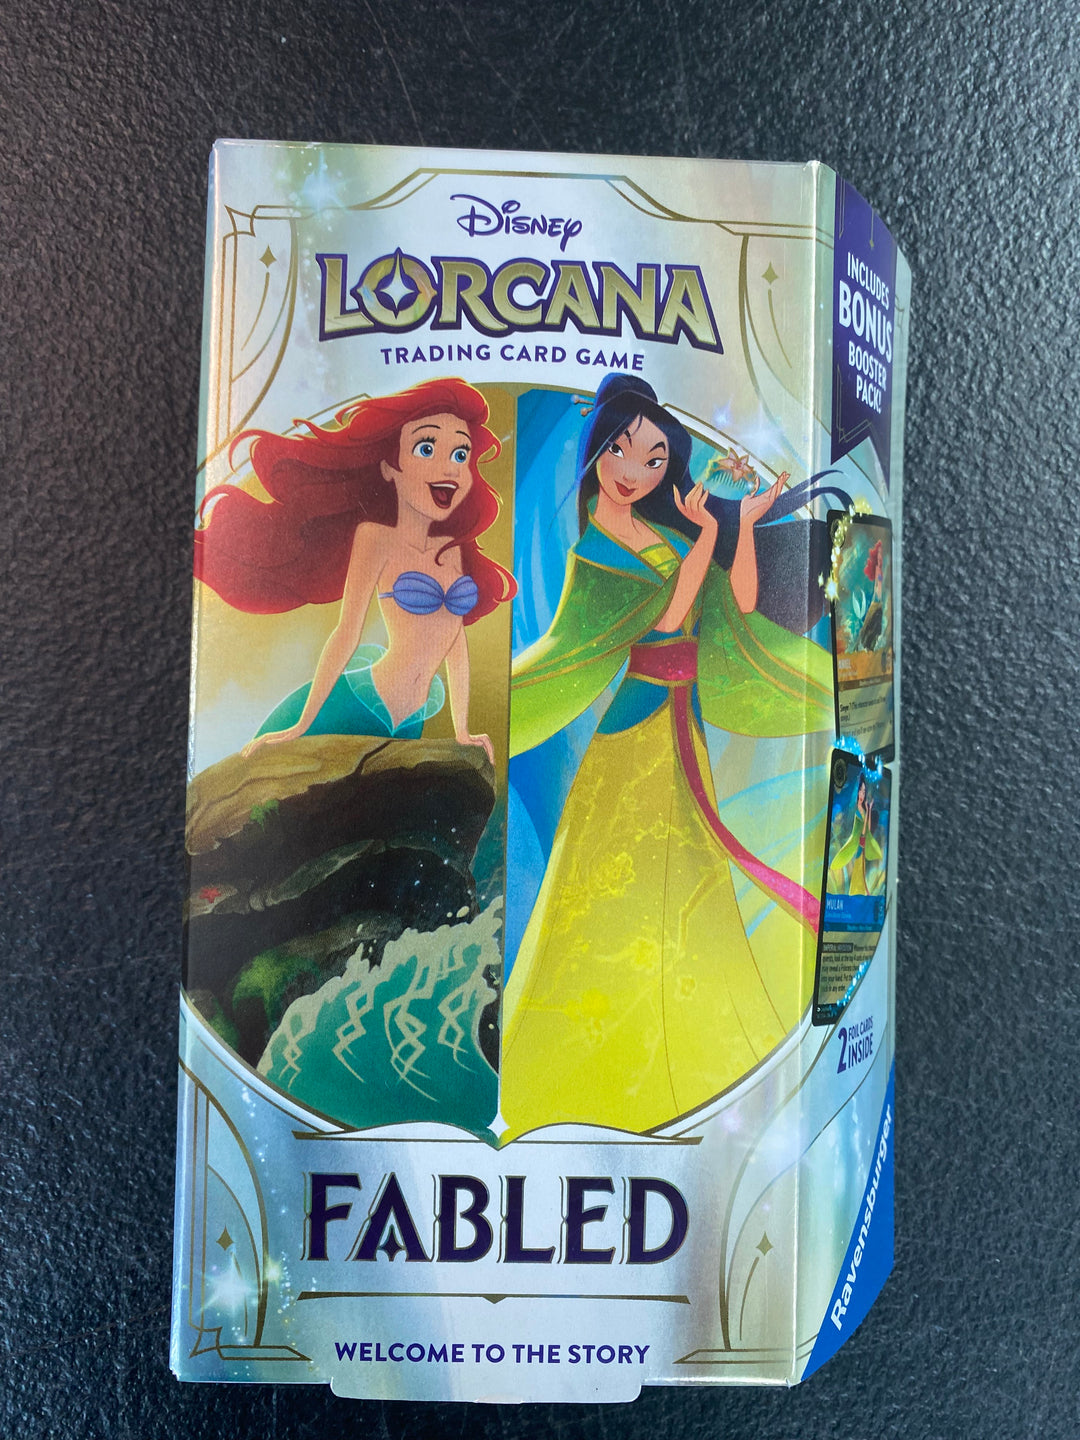 Disney
LORCANA
TRADING CARD GAME
INCLUDES
BONUS
BOOSTER
PACK!
MULAN
2 FOIL CARDS
INSIDE
Ravensburger
FABLED
WELCOME TO THE STORY